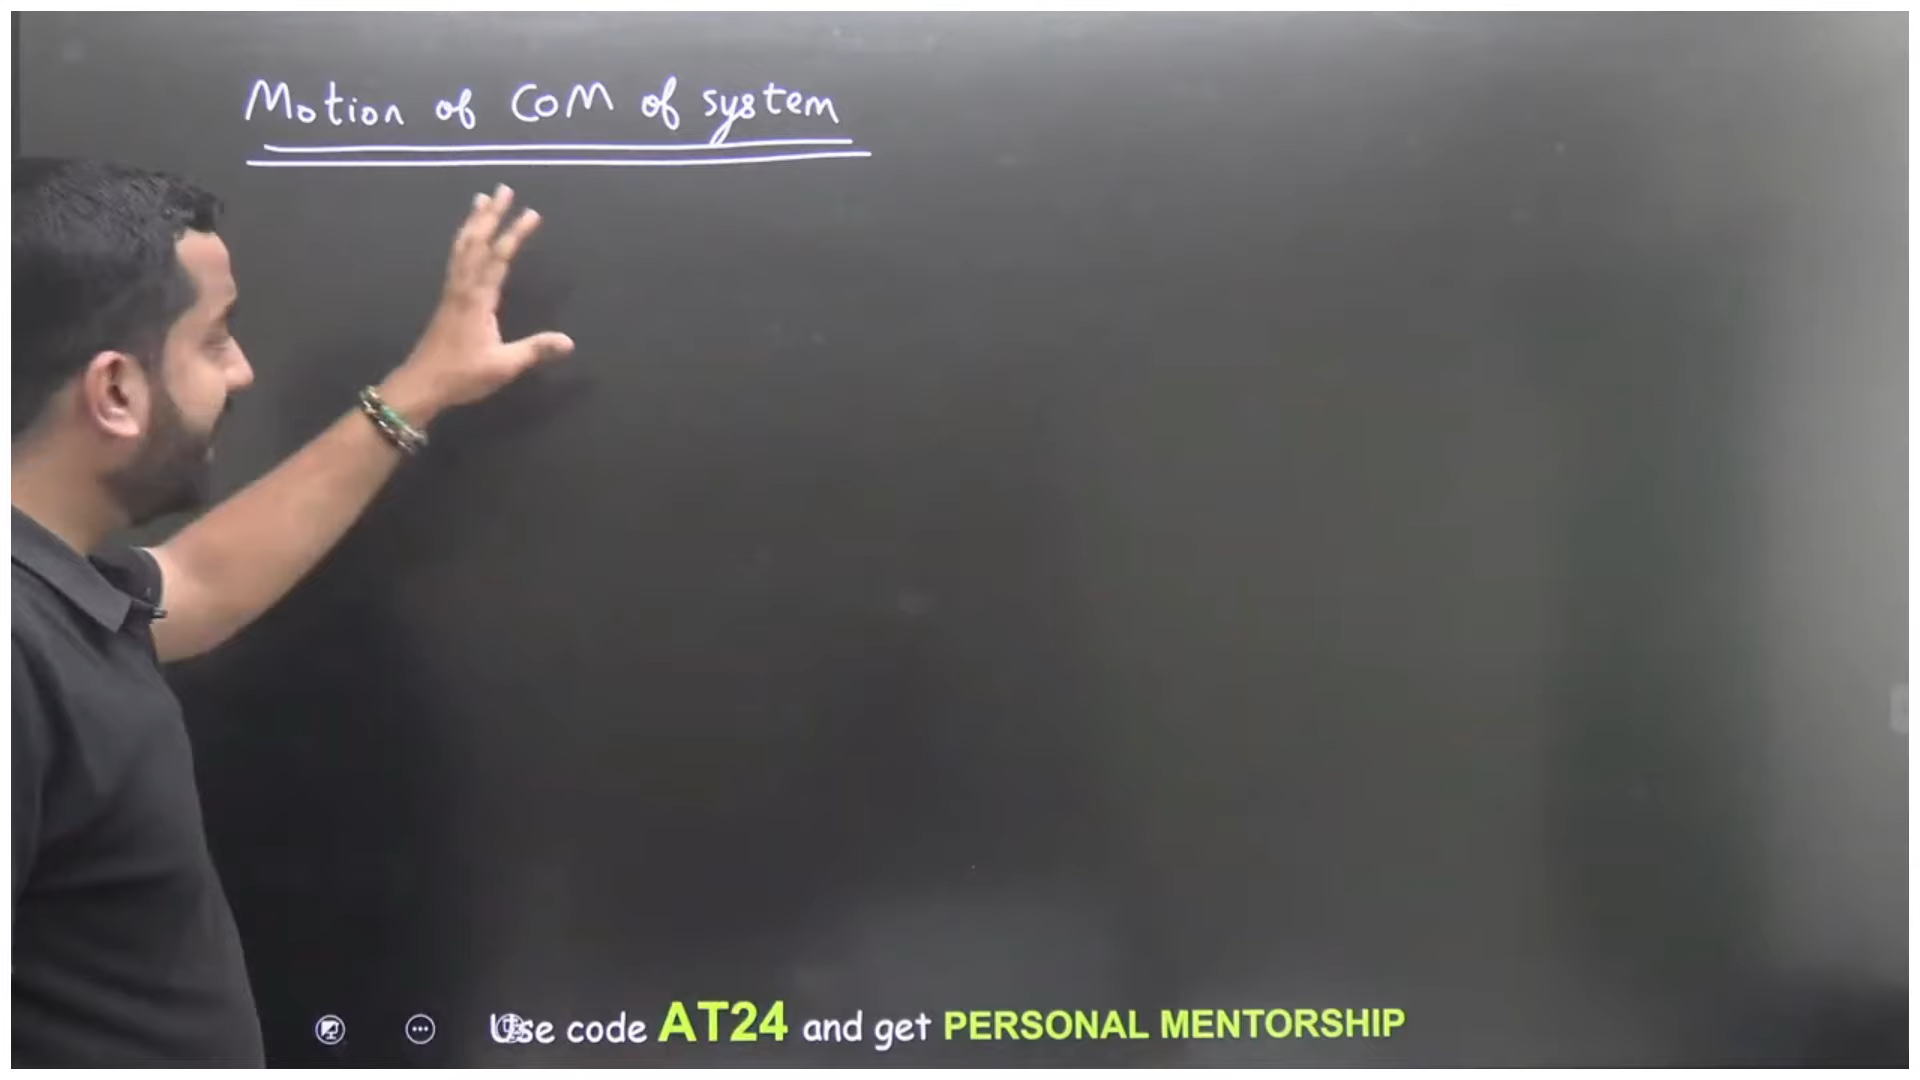 Motion of CoM of system
Use code AT24 and get PERSONAL MENTORSHIP